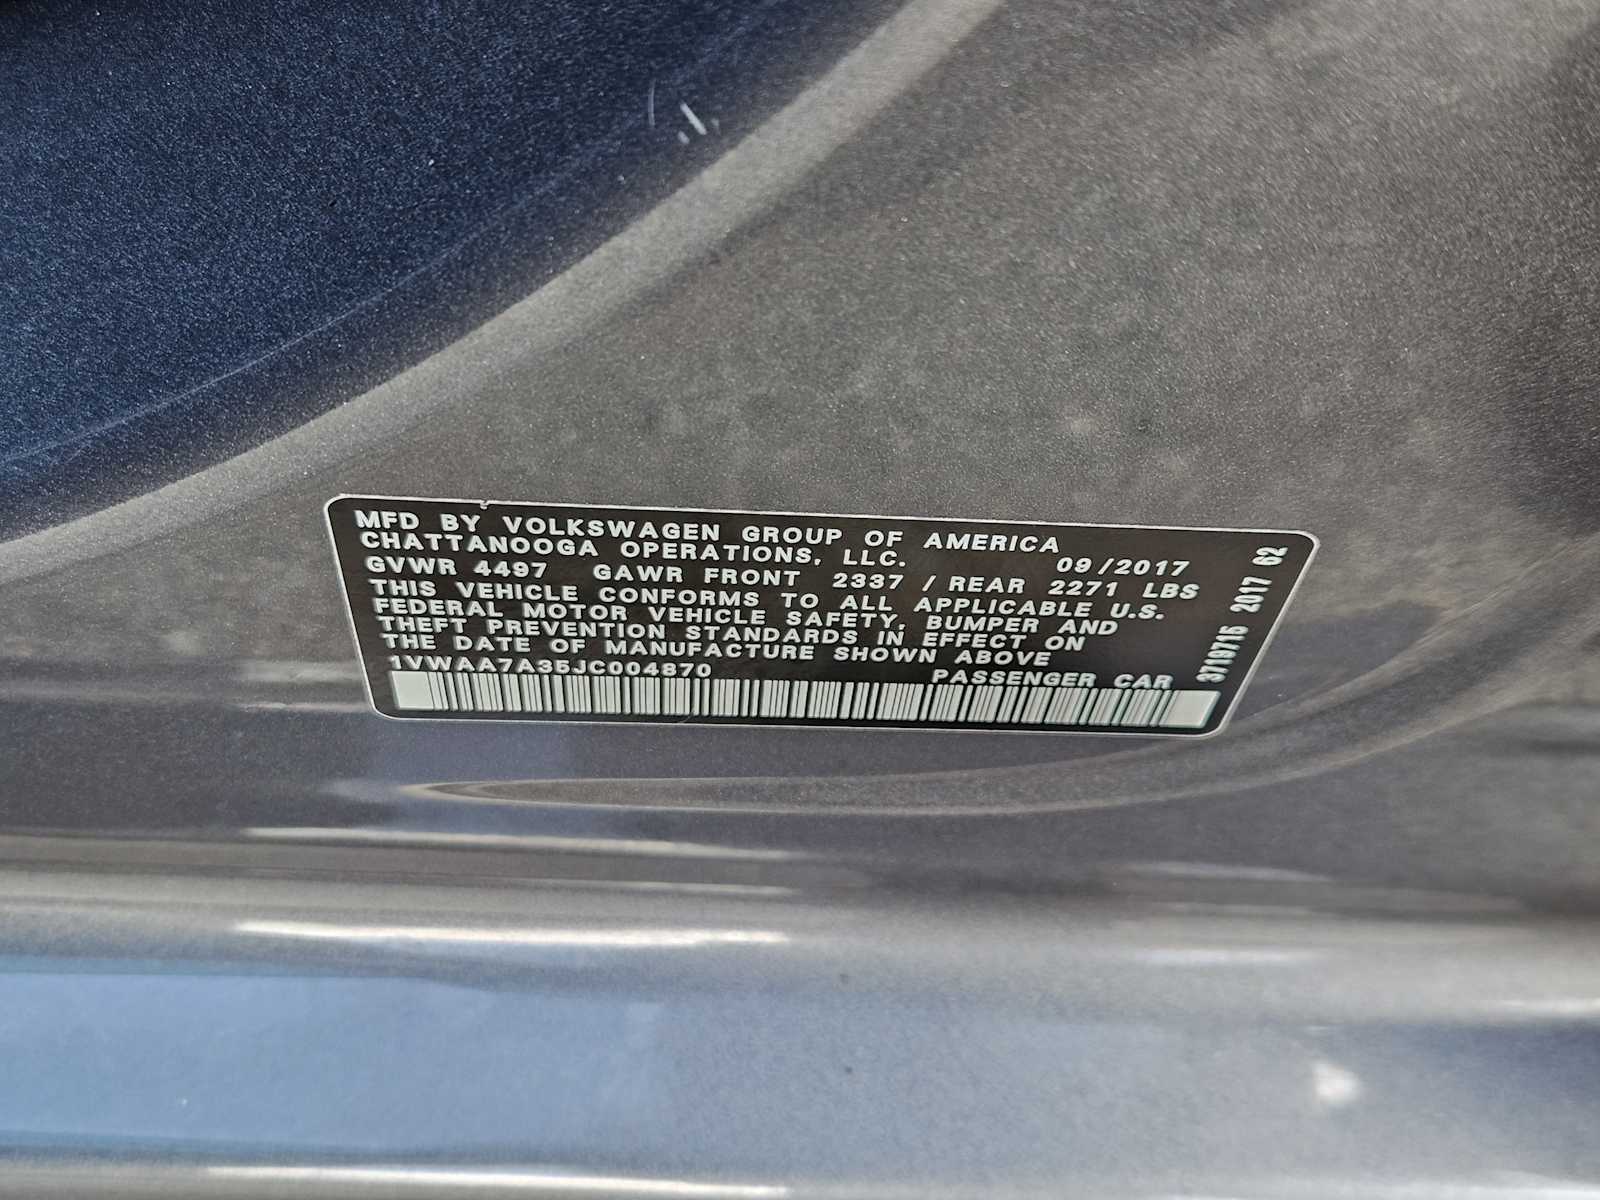 MFD BY VOLKSWAGEN GROUP OF AMERICA
CHATTANOOGA OPERATIONS, LLC. 09/2017
GVWR 4497 GAWR FRONT 2337 / REAR 2271 LBS
THIS VEHICLE CONFORMS TO ALL APPLICABLE U.S.
FEDERAL MOTOR VEHICLE SAFETY, BUMPER AND
THEFT PREVENTION STANDARDS IN EFFECT ON
THE DATE OF MANUFACTURE SHOWN ABOVE
1VWAA7A35JC004870 PASSENGER CAR
3719715 2017 62